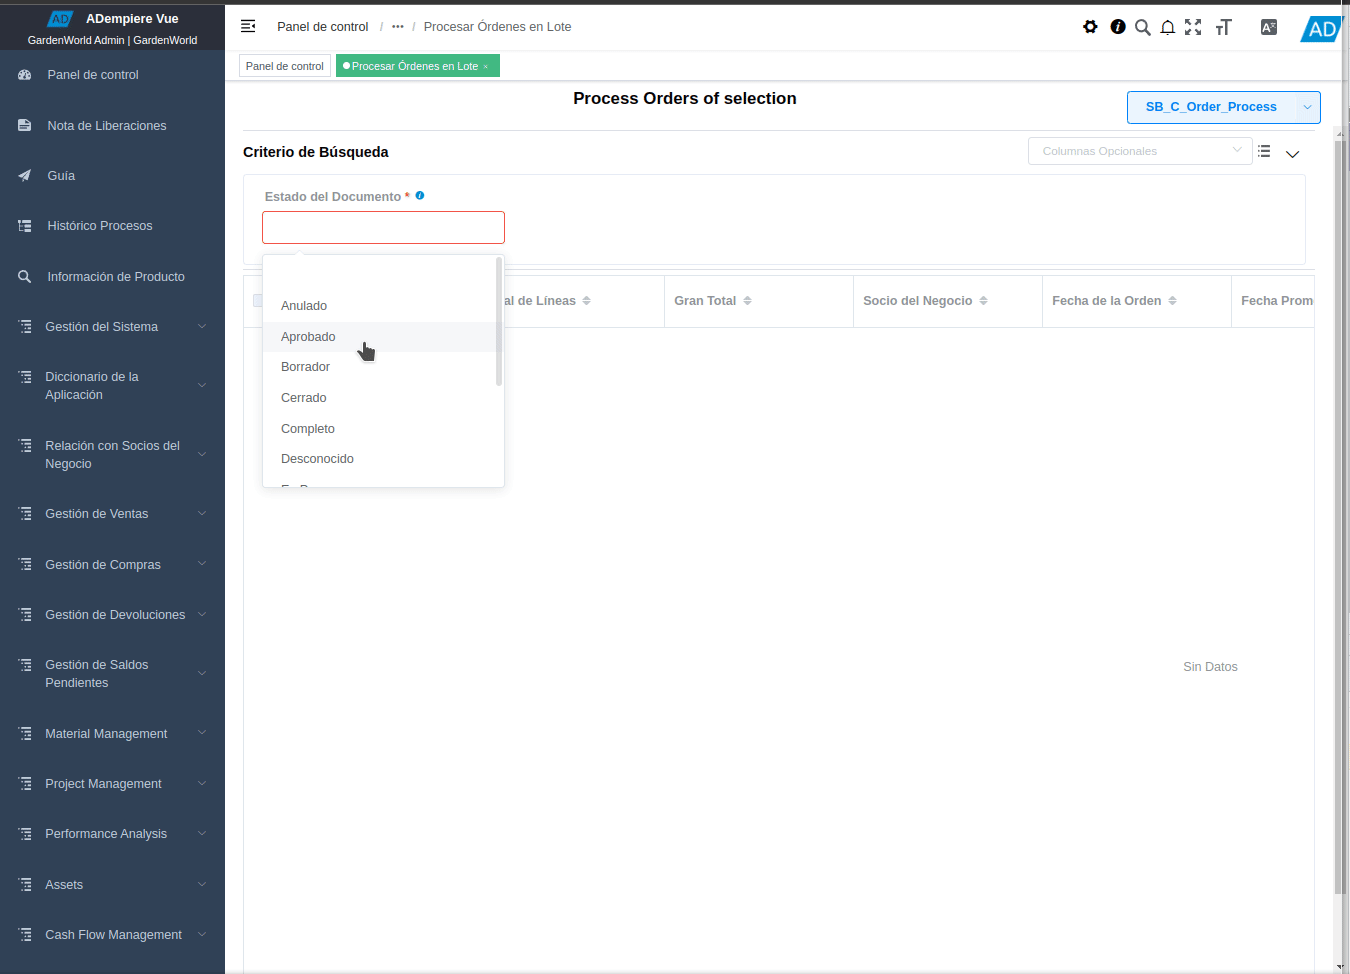 AD ADempiere Vue
GardenWorld Admin | GardenWorld
Panel de control
Nota de Liberaciones
Guía
Histórico Procesos
Información de Producto
Gestión del Sistema
Diccionario de la
Aplicación
Relación con Socios del
Negocio
Gestión de Ventas
Gestión de Compras
Gestión de Devoluciones
Gestión de Saldos
Pendientes
Material Management
Project Management
Performance Analysis
Assets
Cash Flow Management
Panel de control / ••• / Procesar Órdenes en Lote
AD
Panel de control
Procesar Órdenes en Lote ×
Process Orders of selection
SB_C_Order_Process
Criterio de Búsqueda
Columnas Opcionales
Estado del Documento *
al de Líneas
Gran Total
Socio del Negocio
Fecha de la Orden
Fecha Prom
Anulado
Aprobado
Borrador
Cerrado
Completo
Desconocido
Sin Datos